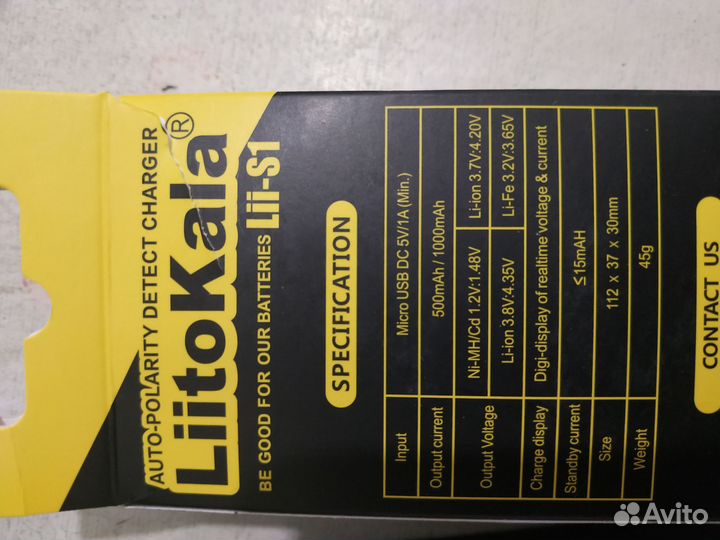 AUTO-POLARITY DETECT CHARGER
LiitoKala®
BE GOOD FOR OUR BATTERIES Lii-S1
SPECIFICATION
Input Micro USB DC 5V/1A (Min.)
Output current 500mAh / 1000mAh
Output Voltage Ni-MH/Cd 1.2V:1.48V Li-ion 3.7V:4.20V
Li-ion 3.8V:4.35V Li-Fe 3.2V:3.65V
Charge display Digi-display of realtime voltage & current
Standby current ≤15mAH
Size 112 x 37 x 30mm
Weight 45g
CONTACT US
Avito